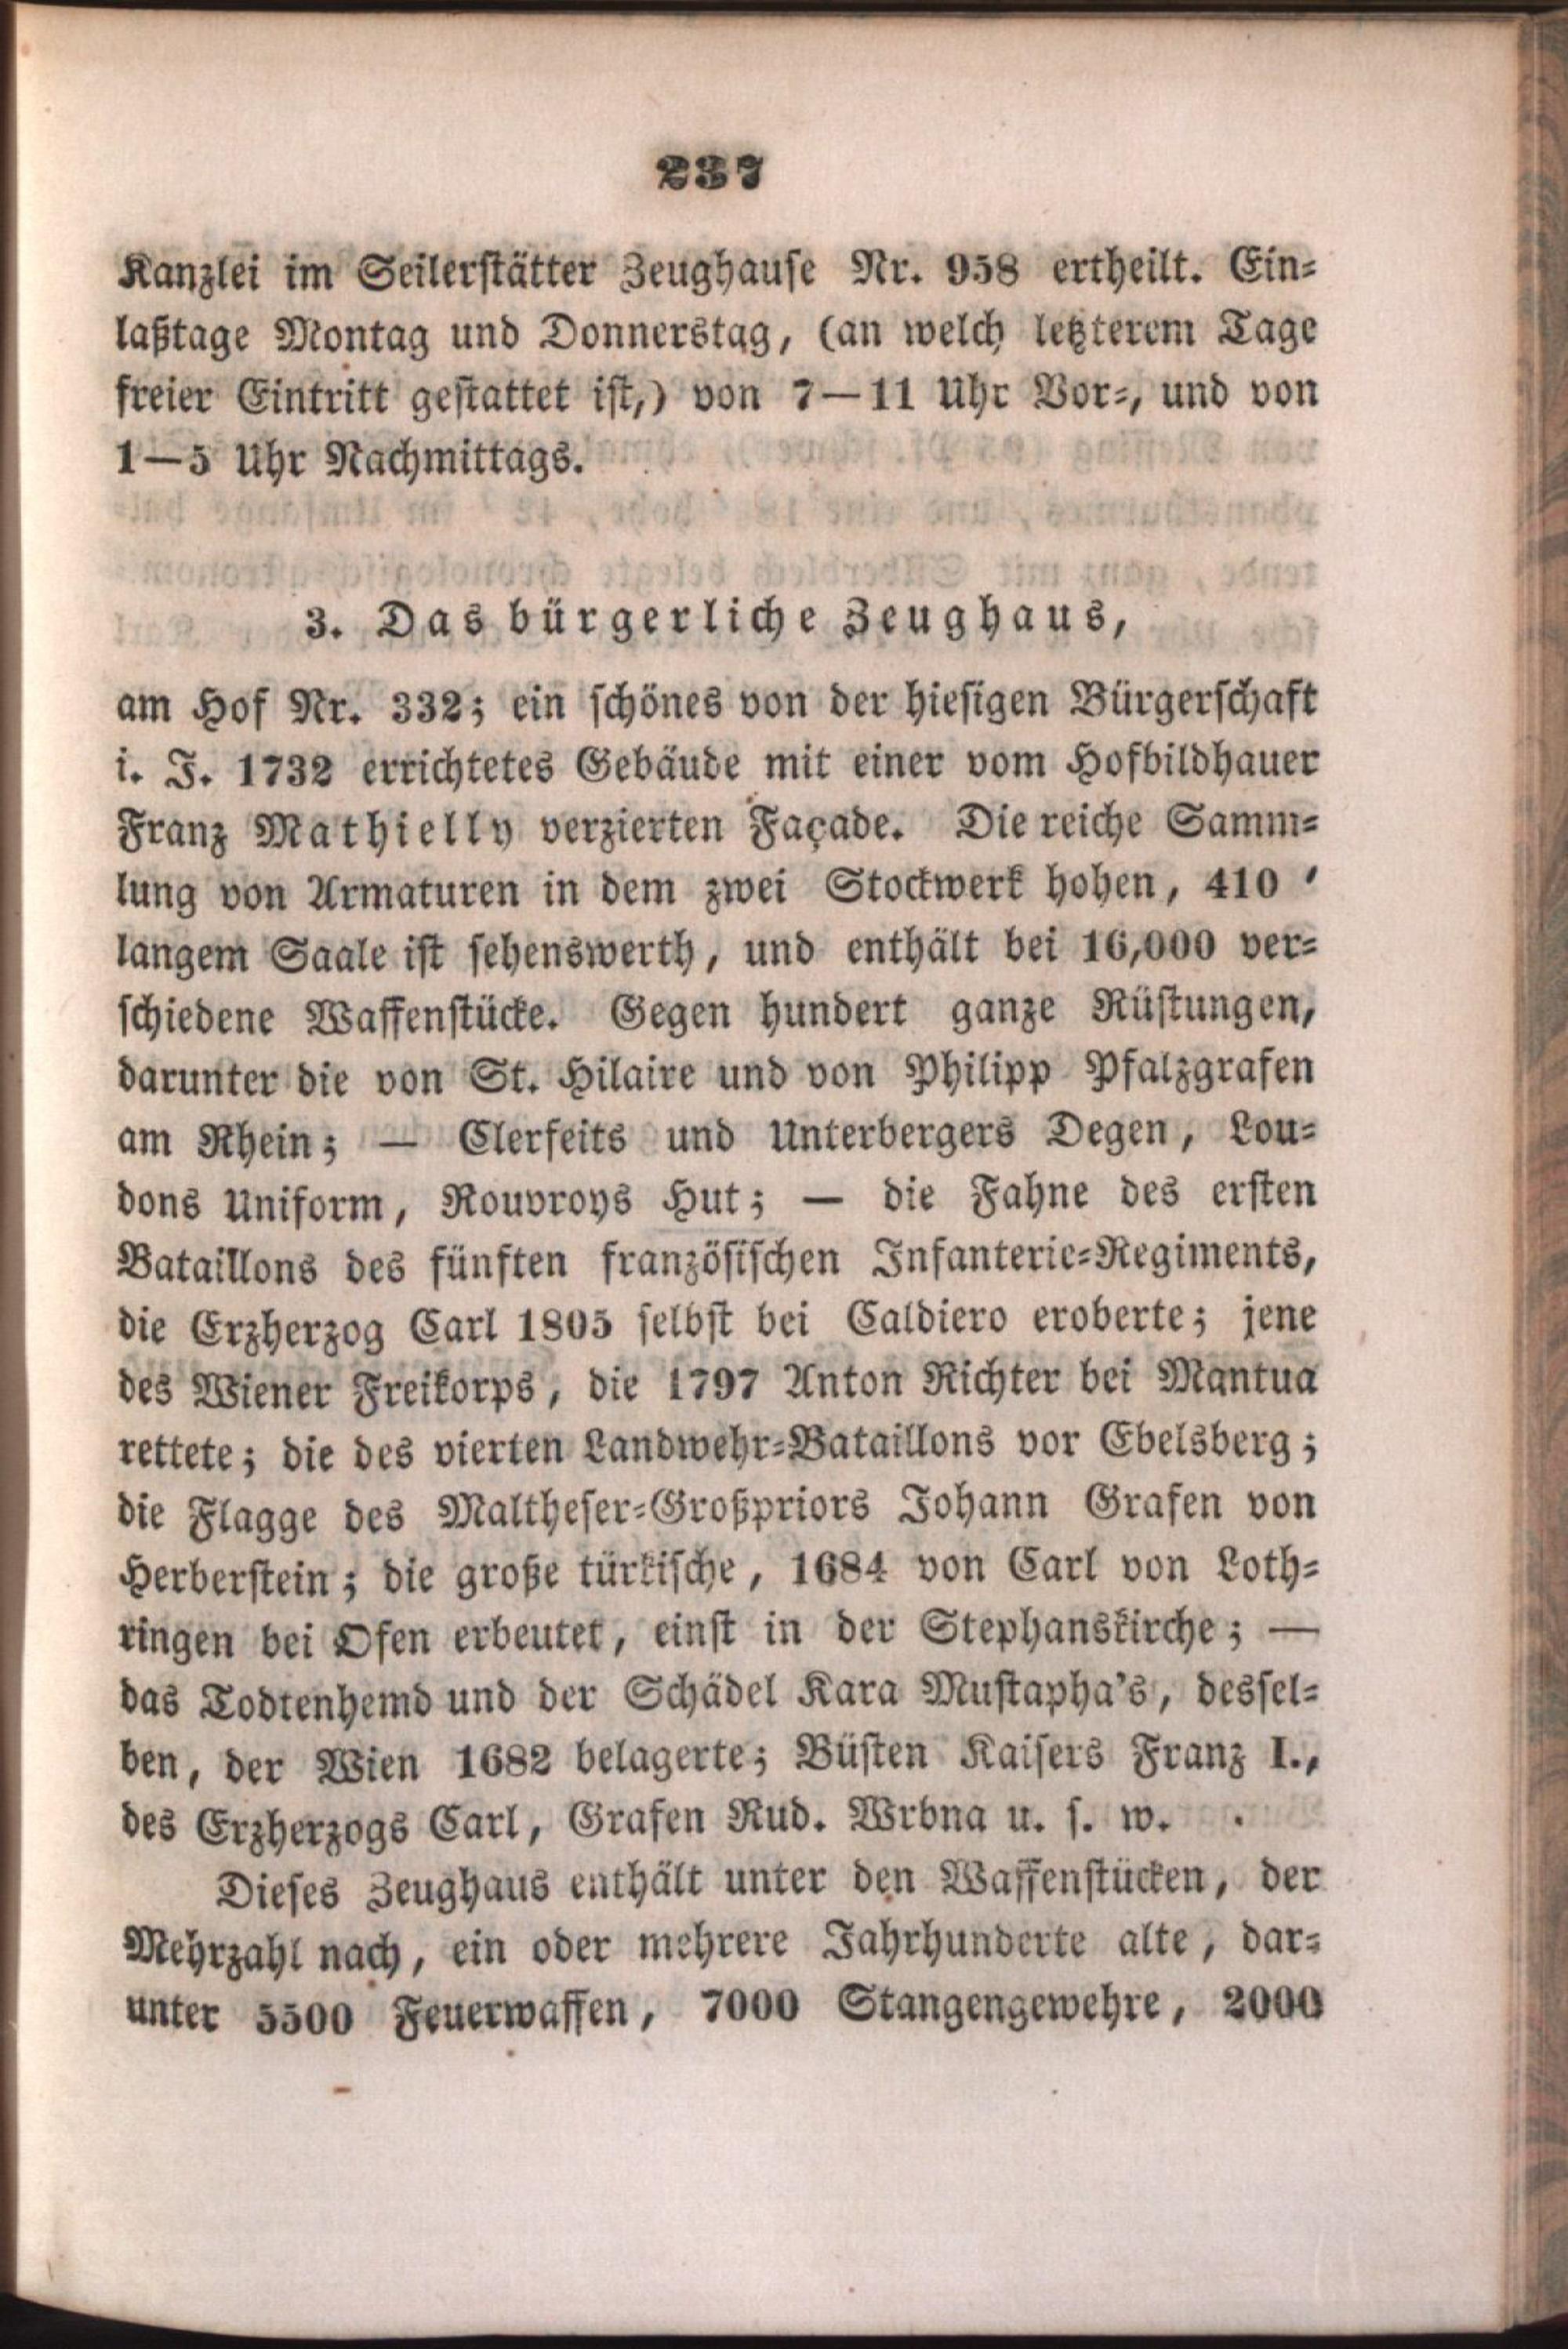 237
Kanzlei im Seilerstätter Zeughause Nr. 958 ertheilt. Ein-
laßtage Montag und Donnerstag, (an welch letzterem Tage
freier Eintritt gestattet ist,) von 7—11 Uhr Vor-, und von
1—5 Uhr Nachmittags.
3. Das bürgerliche Zeughaus,
am Hof Nr. 332; ein schönes von der hiesigen Bürgerschaft
i. J. 1732 errichtetes Gebäude mit einer vom Hofbildhauer
Franz Mathielly verzierten Façade. Die reiche Samm-
lung von Armaturen in dem zwei Stockwerk hohen, 410 '
langem Saale ist sehenswerth, und enthält bei 16,000 ver-
schiedene Waffenstücke. Gegen hundert ganze Rüstungen,
darunter die von St. Hilaire und von Philipp Pfalzgrafen
am Rhein; — Clerfeits und Unterbergers Degen, Lou-
dons Uniform, Rouvroys Hut; — die Fahne des ersten
Bataillons des fünften französischen Infanterie-Regiments,
die Erzherzog Carl 1805 selbst bei Caldiero eroberte; jene
des Wiener Freikorps, die 1797 Anton Richter bei Mantua
rettete; die des vierten Landwehr-Bataillons vor Ebelsberg;
die Flagge des Maltheser-Großpriors Johann Grafen von
Herberstein; die große türkische, 1684 von Carl von Loth-
ringen bei Ofen erbeutet, einst in der Stephanskirche; —
das Todtenhemd und der Schädel Kara Mustapha's, dessel-
ben, der Wien 1682 belagerte; Büsten Kaisers Franz I.,
des Erzherzogs Carl, Grafen Rud. Wrbna u. s. w.
Dieses Zeughaus enthält unter den Waffenstücken, der
Mehrzahl nach, ein oder mehrere Jahrhunderte alte, dar-
unter 5500 Feuerwaffen, 7000 Stangengewehre, 2000